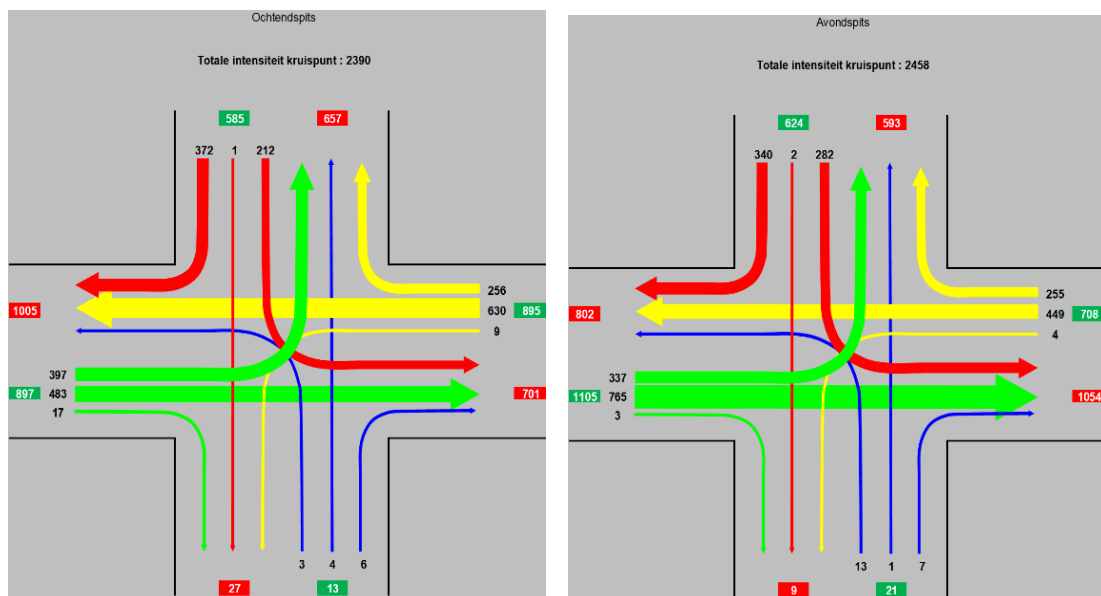 Ochtendspits
Totale intensiteit kruispunt : 2390
585 657
372 1 212
256
1005 630 895
9
397
897 483 701
17
3 4 6
27 13
Avondspits
Totale intensiteit kruispunt : 2458
624 593
340 2 282
255
802 449 708
4
337
1105 765 1054
3
13 1 7
9 21